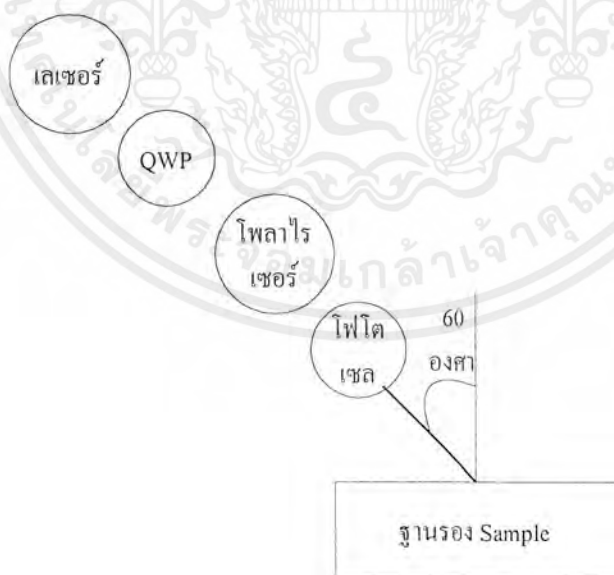 เลเซอร์
QWP
โพลาไร
เซอร์
โฟโต
เซล
60
องศา
ฐานรอง Sample